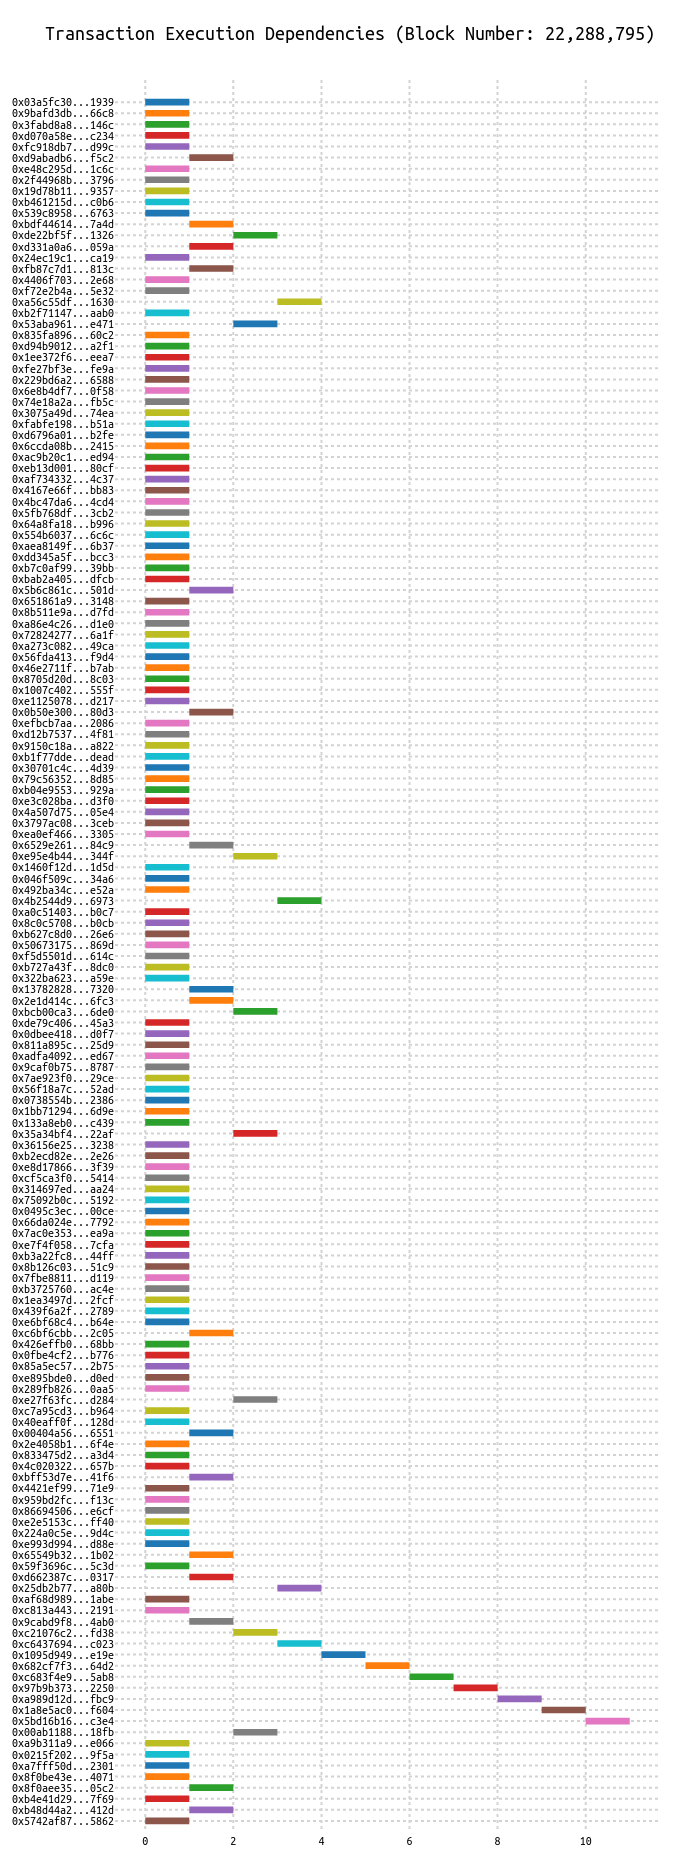 Transaction Execution Dependencies (Block Number: 22,288,795)
0x03a5fc30...1939
0x9bafd3db...66c8
0x3fabd8a8...146c
0xd070a58e...c234
0xfc918db7...d99c
0xd9abadb6...f5c2
0xe48c295d...1c6c
0x2f44968b...3796
0x19d78b11...9357
0xb461215d...c0b6
0x539c8958...6763
0xbdf44614...7a4d
0xde22bf5f...1326
0xd331a0a6...059a
0x24ec19c1...ca19
0xfb87c7d1...813c
0x4406f703...2e68
0xf72e2b4a...5e32
0xa56c55df...1630
0xb2f71147...aab0
0x53aba961...e471
0x835fa896...60c2
0xd94b9012...a2f1
0x1ee372f6...eea7
0xfe27bf3e...fe9a
0x229bd6a2...6588
0x6e8b4df7...0f58
0x74e18a2a...fb5c
0x3075a49d...74ea
0xfabfe198...b51a
0xd6796a01...b2fe
0x6ccda08b...2415
0xac9b20c1...ed94
0xeb13d001...80cf
0xaf734332...4c37
0x4167e66f...bb83
0x4bc47da6...4cd4
0x5fb768df...3cb2
0x64a8fa18...b996
0x554b6037...6c6c
0xaea8149f...6b37
0xdd345a5f...bcc3
0xb7c0af99...39bb
0xbab2a405...dfcb
0x5b6c861c...501d
0x651861a9...3148
0x8b511e9a...d7fd
0xa86e4c26...d1e0
0x72824277...6a1f
0xa273c082...49ca
0x56fda413...f9d4
0x46e2711f...b7ab
0x8705d20d...8c03
0x1007c402...555f
0xe1125078...d217
0x0b50e300...80d3
0xefbcb7aa...2086
0xd12b7537...4f81
0x9150c18a...a822
0xb1f77dde...dead
0x30701c4c...4d39
0x79c56352...8d85
0xb04e9553...929a
0xe3c028ba...d3f0
0x4a507d75...05e4
0x3797ac08...3ceb
0xea0ef466...3305
0x6529e261...84c9
0xe95e4b44...344f
0x1460f12d...1d5d
0x046f509c...34a6
0x492ba34c...e52a
0x4b2544d9...6973
0xa0c51403...b0c7
0x8c0c5708...b0cb
0xb627c8d0...26e6
0x50673175...869d
0xf5d5501d...614c
0xb727a43f...8dc0
0x322ba623...a59e
0x13782828...7320
0x2e1d414c...6fc3
0xbcb00ca3...6de0
0xde79c406...45a3
0x0dbee418...d0f7
0x811a895c...25d9
0xadfa4092...ed67
0x9caf0b75...8787
0x7ae923f0...29ce
0x56f18a7c...52ad
0x0738554b...2386
0x1bb71294...6d9e
0x133a8eb0...c439
0x35a34bf4...22af
0x36156e25...3238
0xb2ecd82e...2e26
0xe8d17866...3f39
0xcf5ca3f0...5414
0x314697ed...aa24
0x75092b0c...5192
0x0495c3ec...00ce
0x66da024e...7792
0x7ac0e353...ea9a
0xe7f4f058...7cfa
0xb3a22fc8...44ff
0x8b126c03...51c9
0x7fbe8811...d119
0xb3725760...ac4e
0x1ea3497d...2fcf
0x439f6a2f...2789
0xe6bf68c4...b64e
0xc6bf6cbb...2c05
0x426effb0...68bb
0x0fbe4cf2...b776
0x85a5ec57...2b75
0xe895bde0...d0ed
0x289fb826...0aa5
0xe27f63fc...d284
0xc7a95cd3...b964
0x40eaff0f...128d
0x00404a56...6551
0x2e4058b1...6f4e
0x833475d2...a3d4
0x4c020322...657b
0xbff53d7e...41f6
0x4421ef99...71e9
0x959bd2fc...f13c
0x86694506...e6cf
0xe2e5153c...ff40
0x224a0c5e...9d4c
0xe993d994...d88e
0x65549b32...1b02
0x59f3696c...5c3d
0xd662387c...0317
0x25db2b77...a80b
0xaf68d989...1abe
0xc813a443...2191
0x9cabd9f8...4ab0
0xc21076c2...fd38
0xc6437694...c023
0x1095d949...e19e
0x682cf7f3...64d2
0xc683f4e9...5ab8
0x97b9b373...2250
0xa989d12d...fbc9
0x1a8e5ac0...f604
0x5bd16b16...c3e4
0x00ab1188...18fb
0xa9b311a9...e066
0x0215f202...9f5a
0xa7fff50d...2301
0x8f0be43e...4071
0x8f0aee35...05c2
0xb4e41d29...7f69
0xb48d44a2...412d
0x5742af87...5862
0 2 4 6 8 10